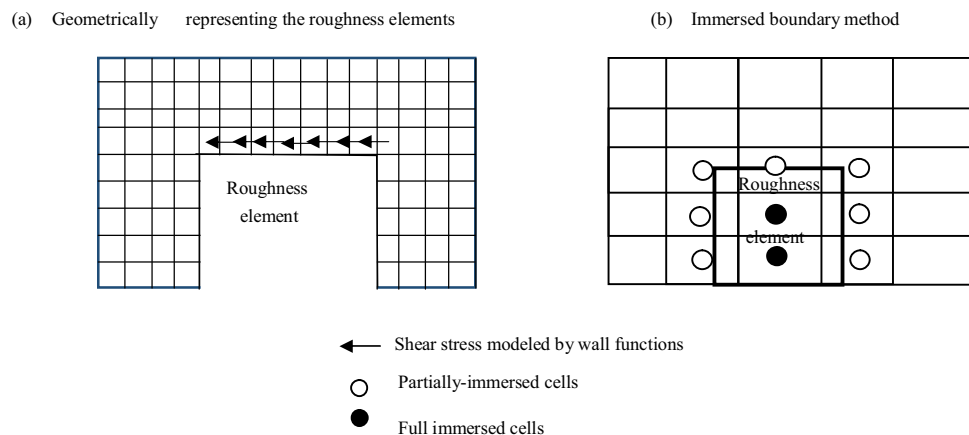 (a) Geometrically representing the roughness elements
(b) Immersed boundary method
Roughness
element
Roughness
element
Shear stress modeled by wall functions
Partially-immersed cells
Full immersed cells